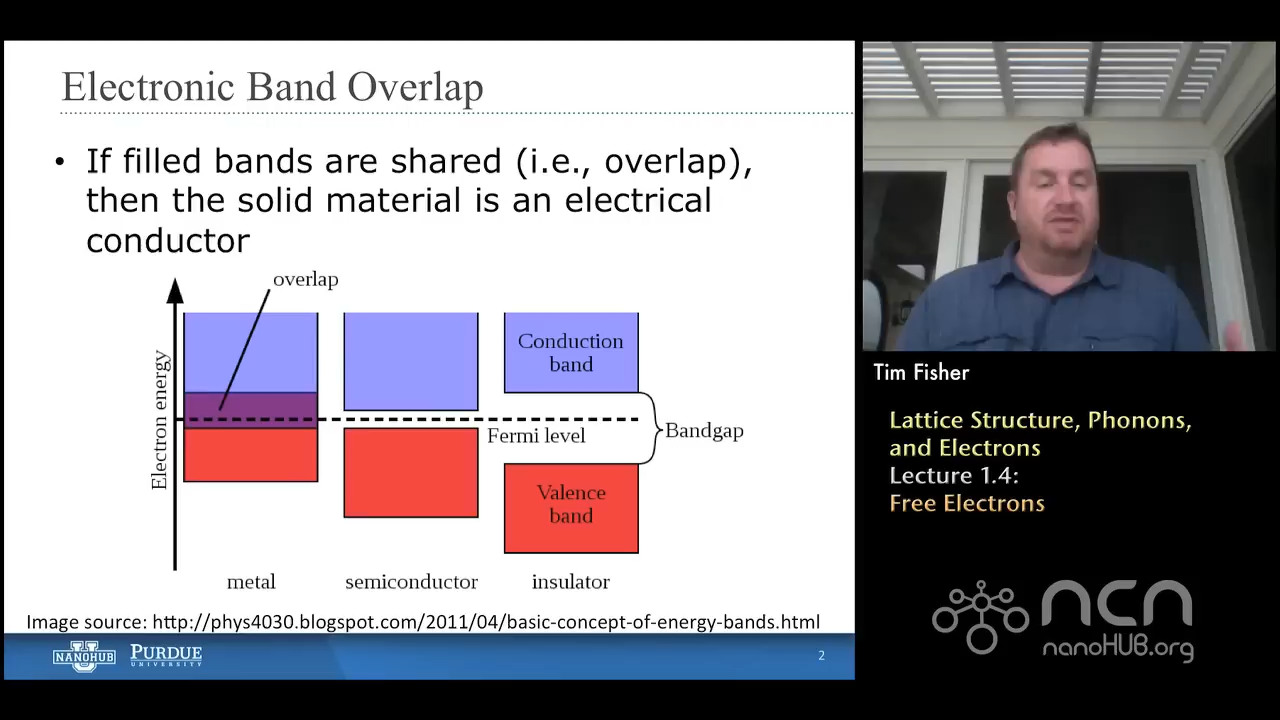 Electronic Band Overlap
• If filled bands are shared (i.e., overlap),
then the solid material is an electrical
conductor
overlap
Electron energy
Conduction
band
Fermi level
Bandgap
Valence
band
metal
semiconductor
insulator
Image source: http://phys4030.blogspot.com/2011/04/basic-concept-of-energy-bands.html
NANOHUB
U
PURDUE
UNIVERSITY
2
Tim Fisher
Lattice Structure, Phonons,
and Electrons
Lecture 1.4:
Free Electrons
ncn
nanoHUB.org